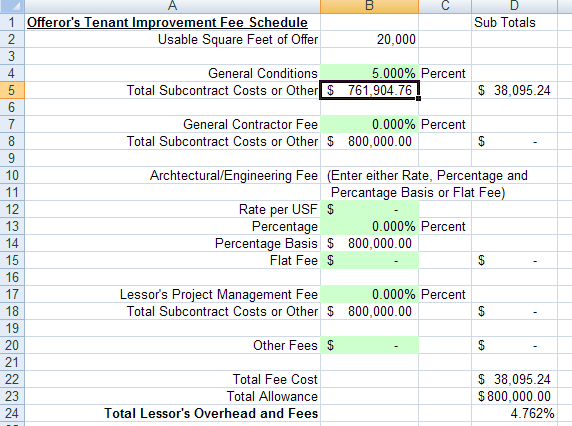 A B C D
1 Offeror's Tenant Improvement Fee Schedule Sub Totals
2 Usable Square Feet of Offer 20,000
3
4 General Conditions 5.000% Percent
5 Total Subcontract Costs or Other $ 761,904.76 $ 38,095.24
6
7 General Contractor Fee 0.000% Percent
8 Total Subcontract Costs or Other $ 800,000.00 $ -
9
10 Archtectural/Engineering Fee (Enter either Rate, Percentage and
11 Percantage Basis or Flat Fee)
12 Rate per USF $ -
13 Percentage 0.000% Percent
14 Percentage Basis $ 800,000.00
15 Flat Fee $ - $ -
16
17 Lessor's Project Management Fee 0.000% Percent
18 Total Subcontract Costs or Other $ 800,000.00 $ -
19
20 Other Fees $ - $ -
21
22 Total Fee Cost $ 38,095.24
23 Total Allowance $800,000.00
24 Total Lessor's Overhead and Fees 4.762%